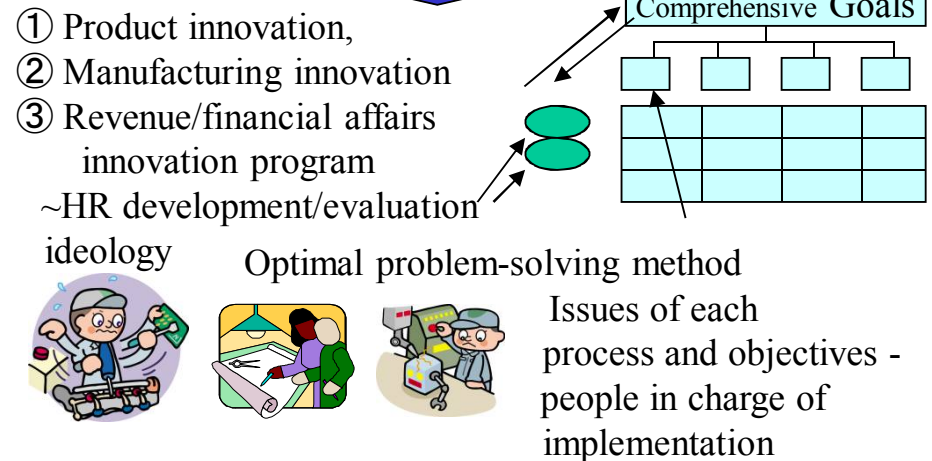 Comprehensive Goals
① Product innovation,
② Manufacturing innovation
③ Revenue/financial affairs
innovation program
~HR development/evaluation
ideology
Optimal problem-solving method
Issues of each
process and objectives -
people in charge of
implementation